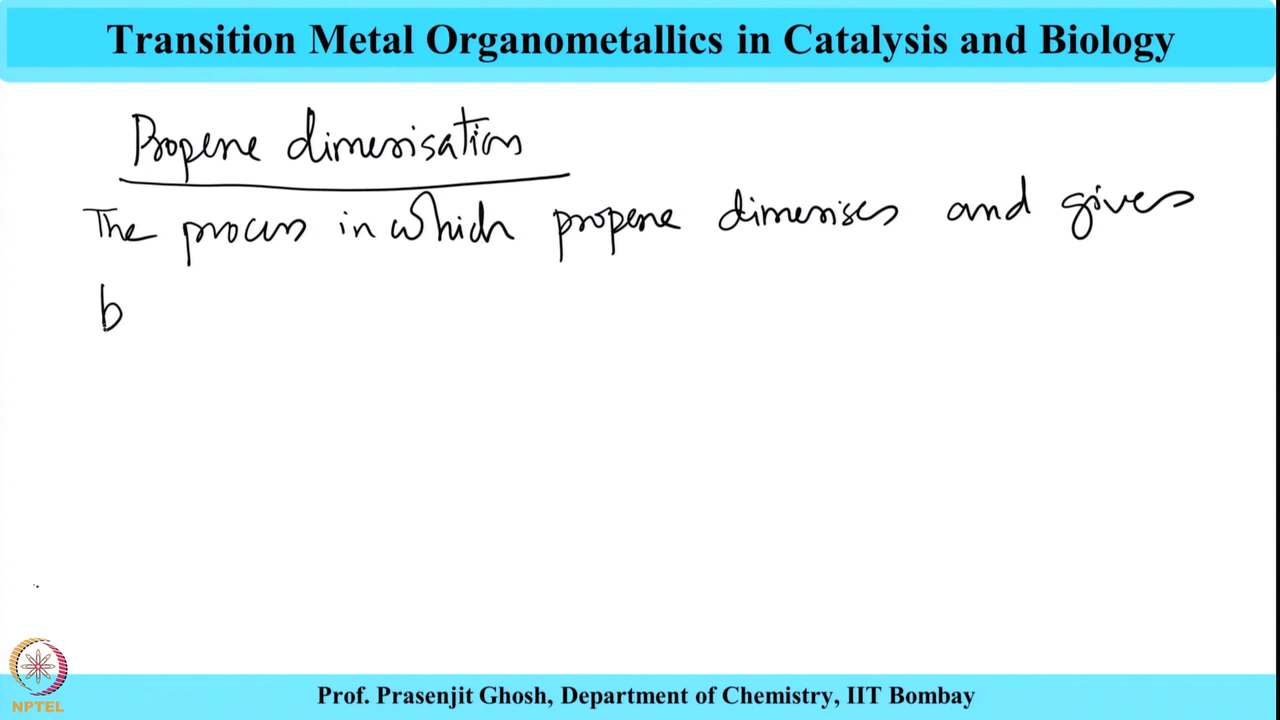 Transition Metal Organometallics in Catalysis and Biology
Propene dimerisation
The process in which propene dimerises and gives
b
NPTEL
Prof. Prasenjit Ghosh, Department of Chemistry, IIT Bombay